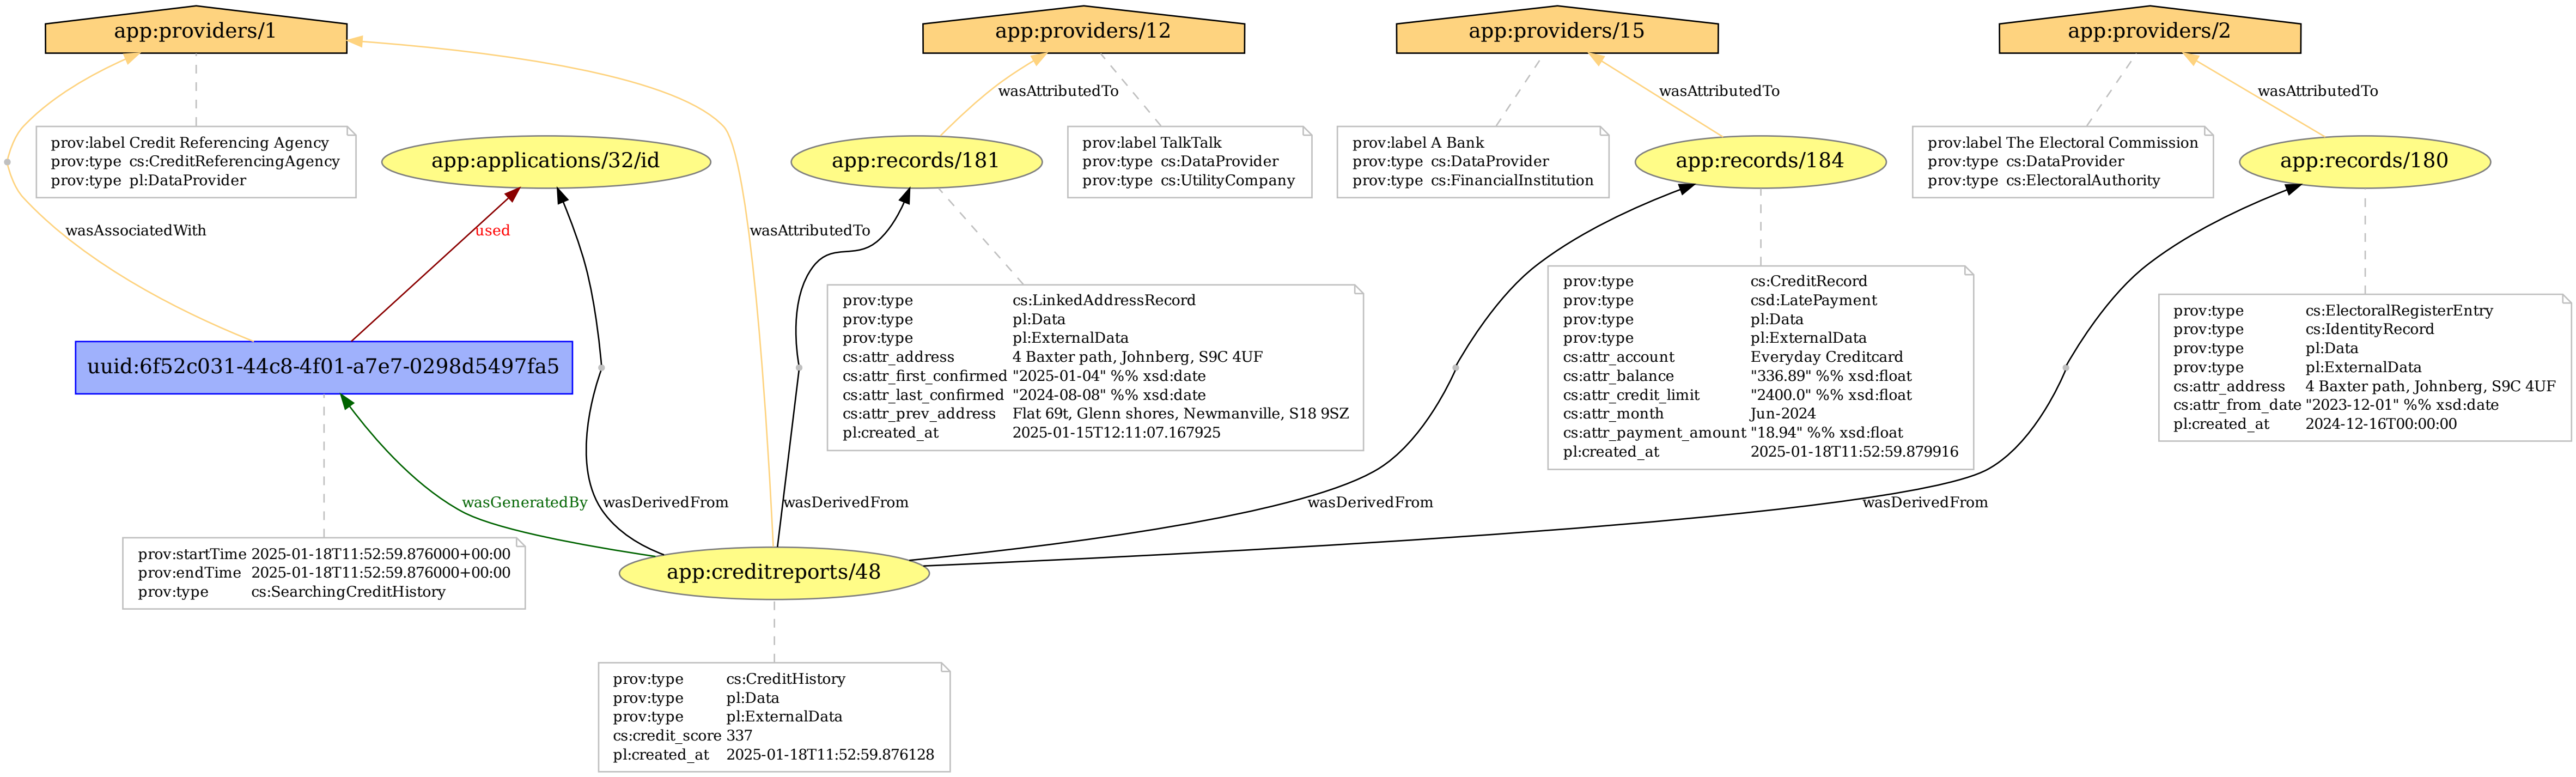 app:providers/1
app:providers/12
app:providers/15
app:providers/2
wasAttributedTo
wasAttributedTo
wasAttributedTo
prov:label Credit Referencing Agency
prov:type cs:CreditReferencingAgency
prov:type pl:DataProvider
app:applications/32/id
app:records/181
prov:label TalkTalk
prov:type cs:DataProvider
prov:type cs:UtilityCompany
prov:label A Bank
prov:type cs:DataProvider
prov:type cs:FinancialInstitution
app:records/184
prov:label The Electoral Commission
prov:type cs:DataProvider
prov:type cs:ElectoralAuthority
app:records/180
wasAssociatedWith
used
wasAttributedTo
uuid:6f52c031-44c8-4f01-a7e7-0298d5497fa5
prov:type cs:LinkedAddressRecord
prov:type pl:Data
prov:type pl:ExternalData
cs:attr_address 4 Baxter path, Johnberg, S9C 4UF
cs:attr_first_confirmed "2025-01-04" %% xsd:date
cs:attr_last_confirmed "2024-08-08" %% xsd:date
cs:attr_prev_address Flat 69t, Glenn shores, Newmanville, S18 9SZ
pl:created_at 2025-01-15T12:11:07.167925
prov:type cs:CreditRecord
prov:type csd:LatePayment
prov:type pl:Data
prov:type pl:ExternalData
cs:attr_account Everyday Creditcard
cs:attr_balance "336.89" %% xsd:float
cs:attr_credit_limit "2400.0" %% xsd:float
cs:attr_month Jun-2024
cs:attr_payment_amount "18.94" %% xsd:float
pl:created_at 2025-01-18T11:52:59.879916
prov:type cs:ElectoralRegisterEntry
prov:type cs:IdentityRecord
prov:type pl:Data
prov:type pl:ExternalData
cs:attr_address 4 Baxter path, Johnberg, S9C 4UF
cs:attr_from_date "2023-12-01" %% xsd:date
pl:created_at 2024-12-16T00:00:00
wasGeneratedBy
wasDerivedFrom
wasDerivedFrom
wasDerivedFrom
wasDerivedFrom
prov:startTime 2025-01-18T11:52:59.876000+00:00
prov:endTime 2025-01-18T11:52:59.876000+00:00
prov:type cs:SearchingCreditHistory
app:creditreports/48
prov:type cs:CreditHistory
prov:type pl:Data
prov:type pl:ExternalData
cs:credit_score 337
pl:created_at 2025-01-18T11:52:59.876128